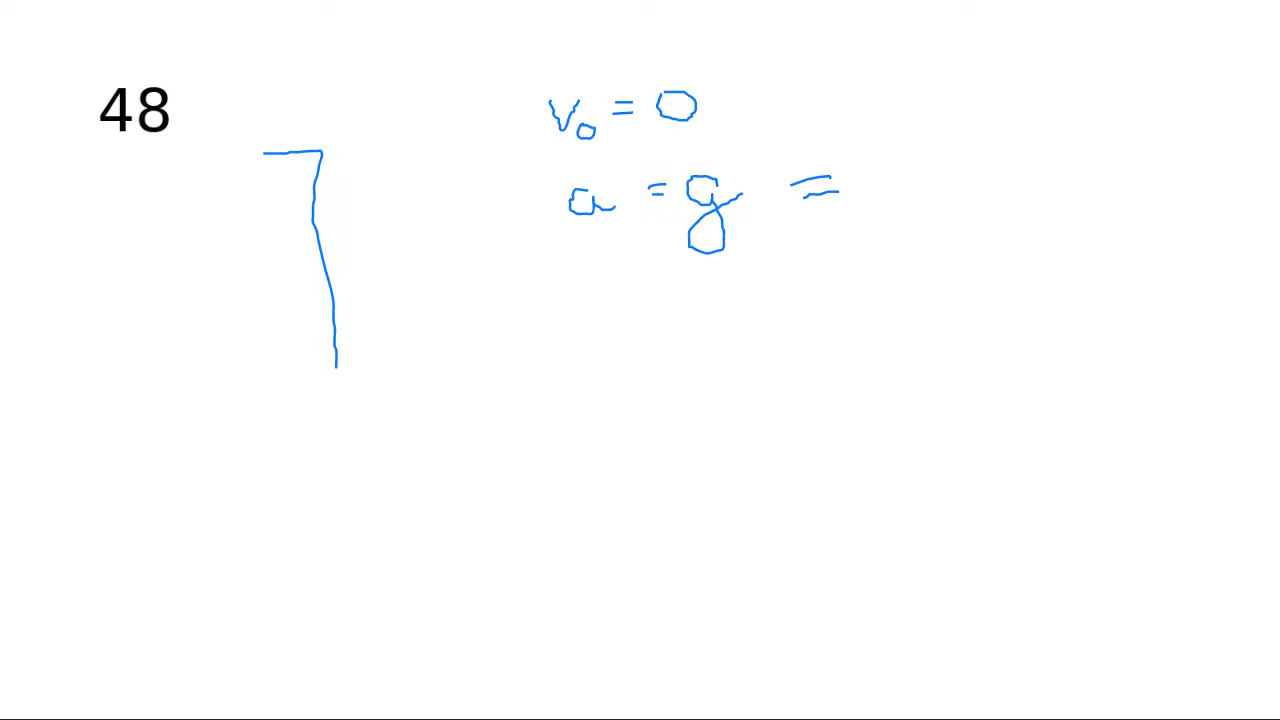 48
v₀ = 0
a = g =